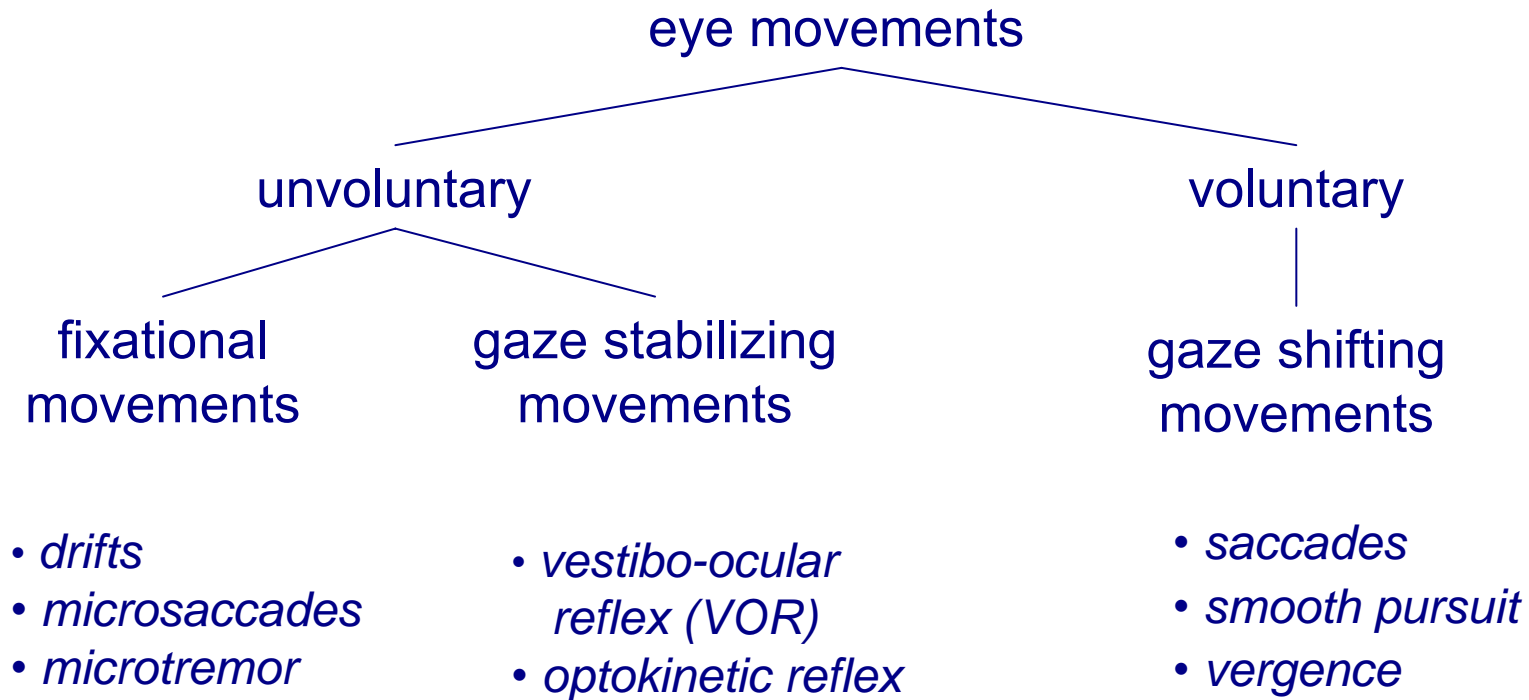 eye movements
unvoluntary
voluntary
fixational
movements
gaze stabilizing
movements
gaze shifting
movements
• drifts
• microsaccades
• microtremor
• vestibo-ocular
reflex (VOR)
• optokinetic reflex
• saccades
• smooth pursuit
• vergence